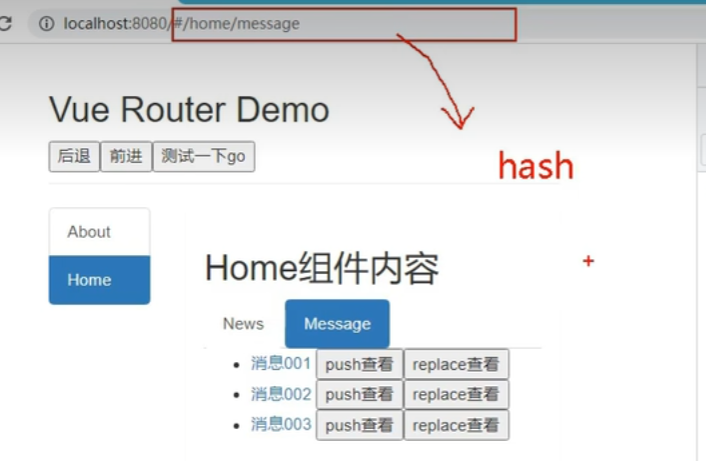 localhost:8080/#/home/message
Vue Router Demo
后退 前进 测试一下go
hash
About
Home
Home组件内容
News Message
消息001 push查看 replace查看
消息002 push查看 replace查看
消息003 push查看 replace查看